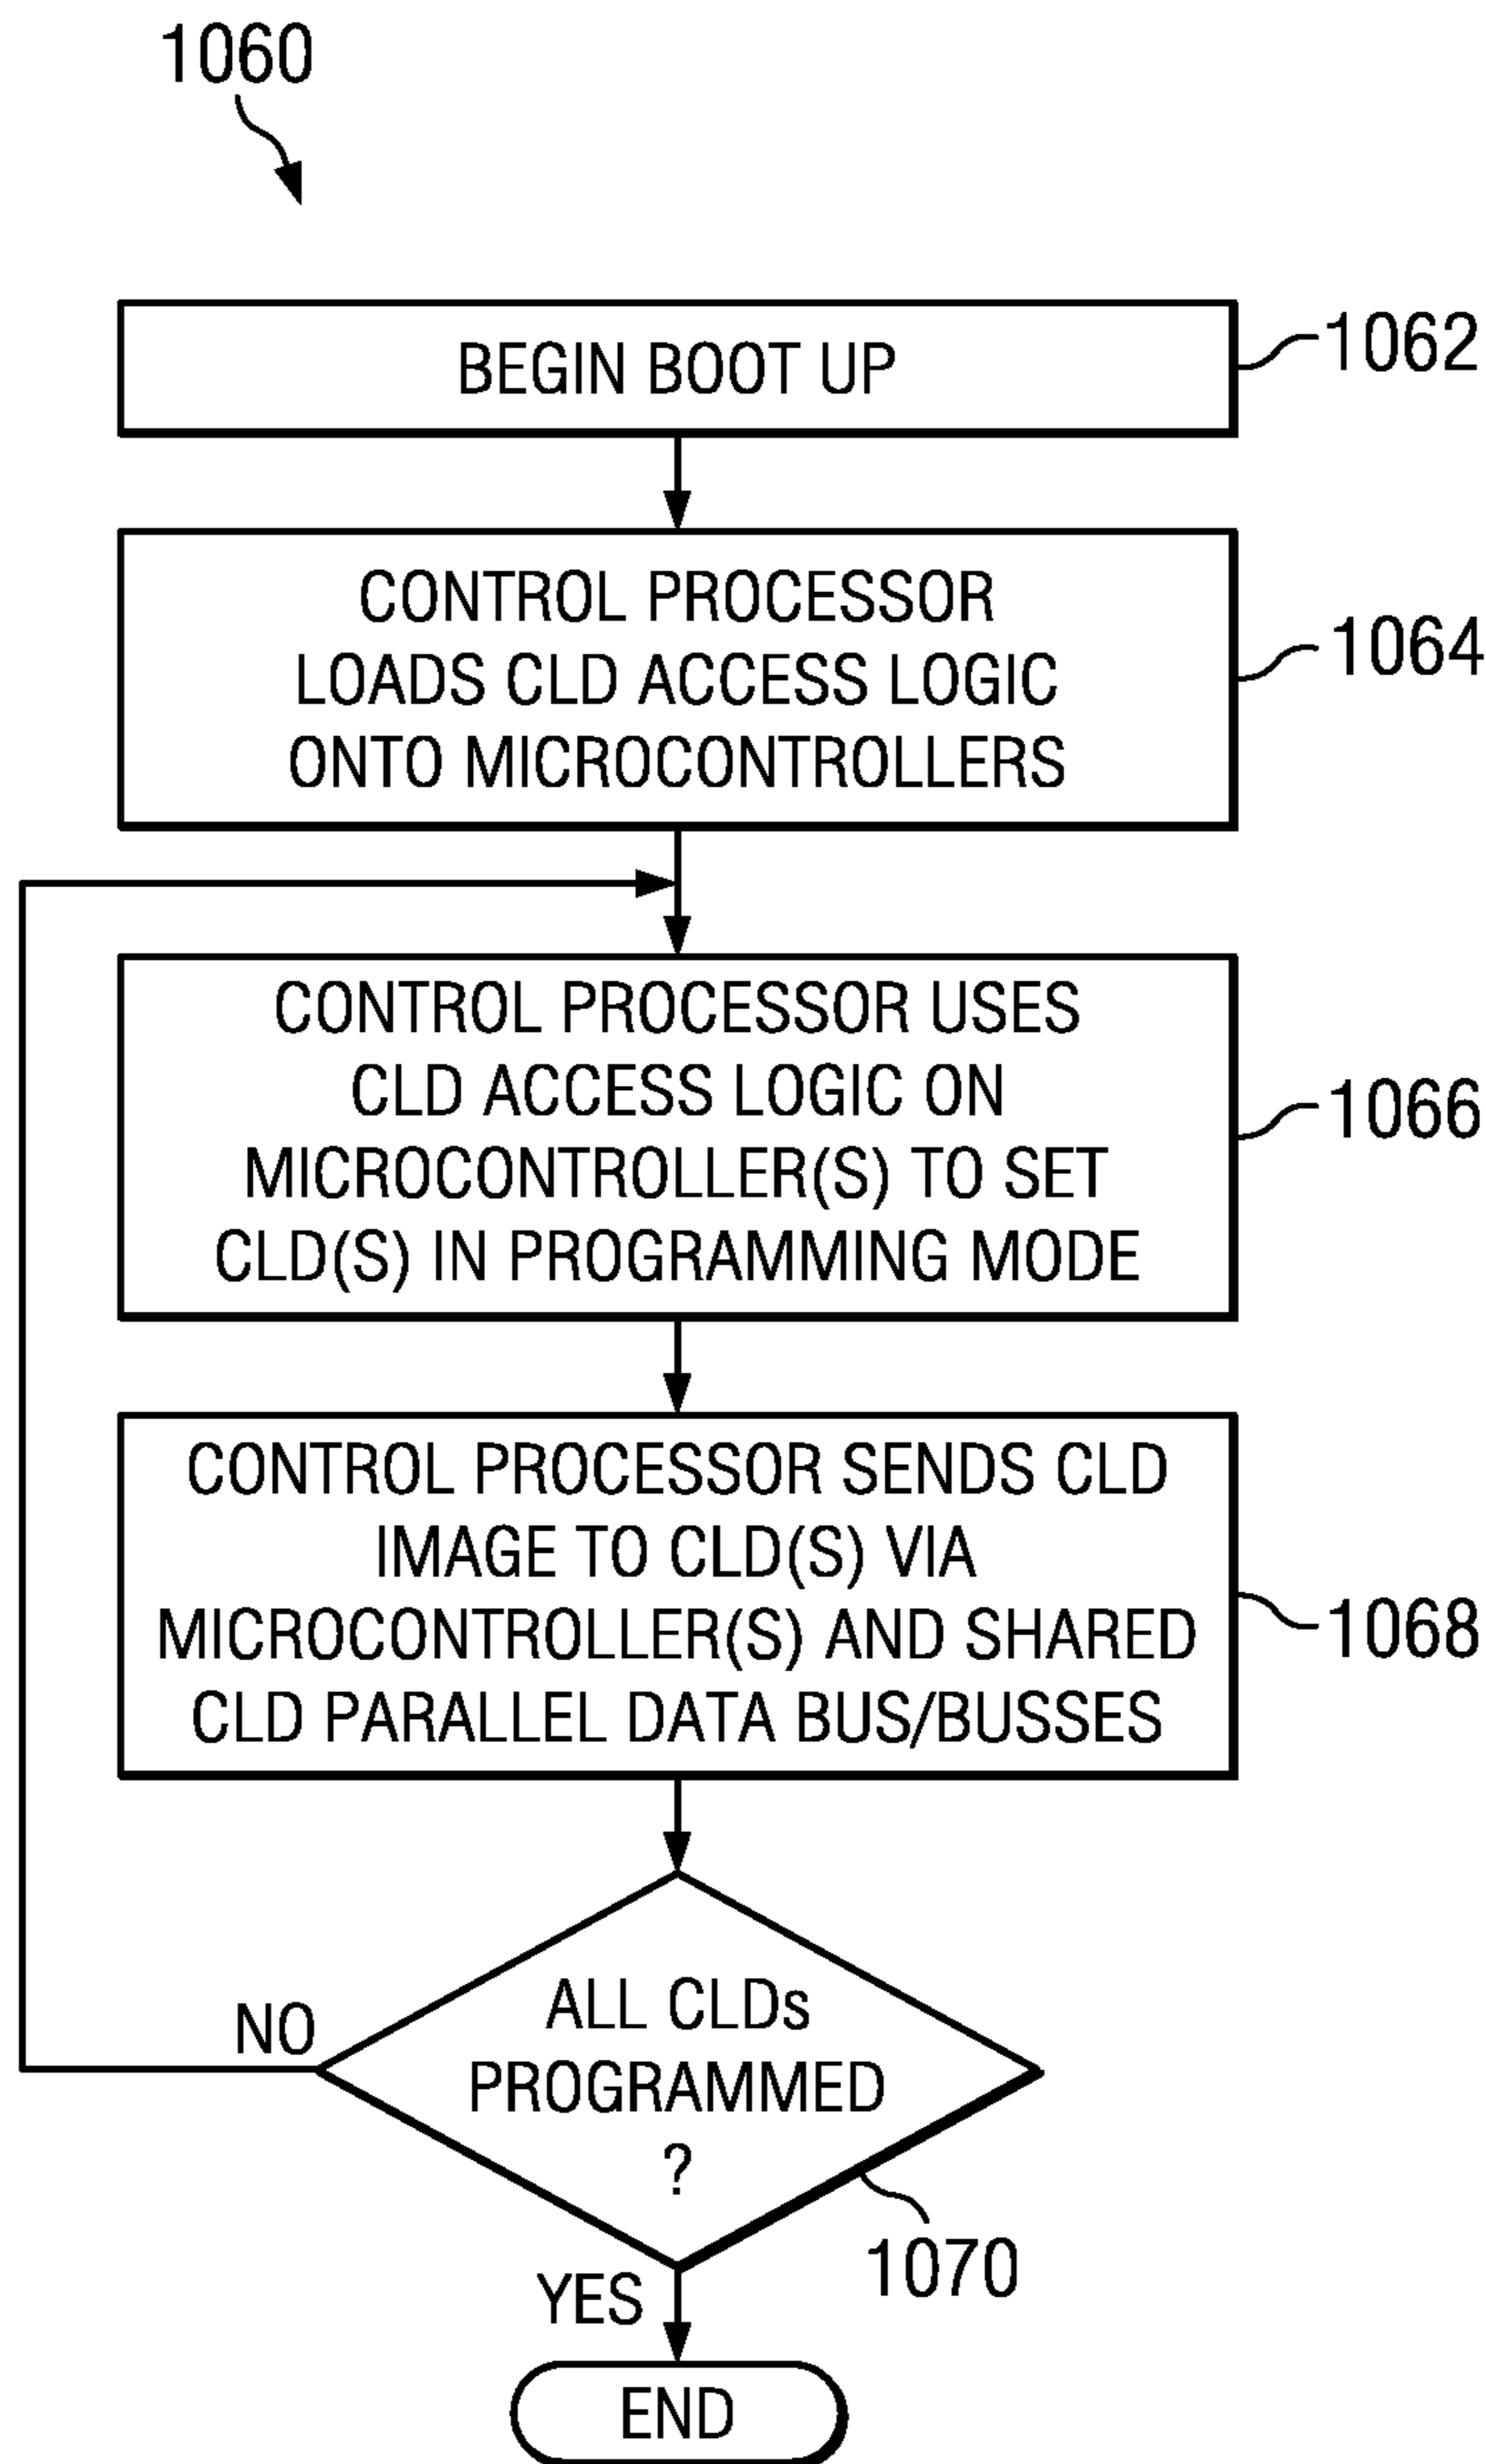 1060
BEGIN BOOT UP
1062
CONTROL PROCESSOR
LOADS CLD ACCESS LOGIC
ONTO MICROCONTROLLERS
1064
CONTROL PROCESSOR USES
CLD ACCESS LOGIC ON
MICROCONTROLLER(S) TO SET
CLD(S) IN PROGRAMMING MODE
1066
CONTROL PROCESSOR SENDS CLD
IMAGE TO CLD(S) VIA
MICROCONTROLLER(S) AND SHARED
CLD PARALLEL DATA BUS/BUSSES
1068
NO
ALL CLDs
PROGRAMMED
?
1070
YES
END